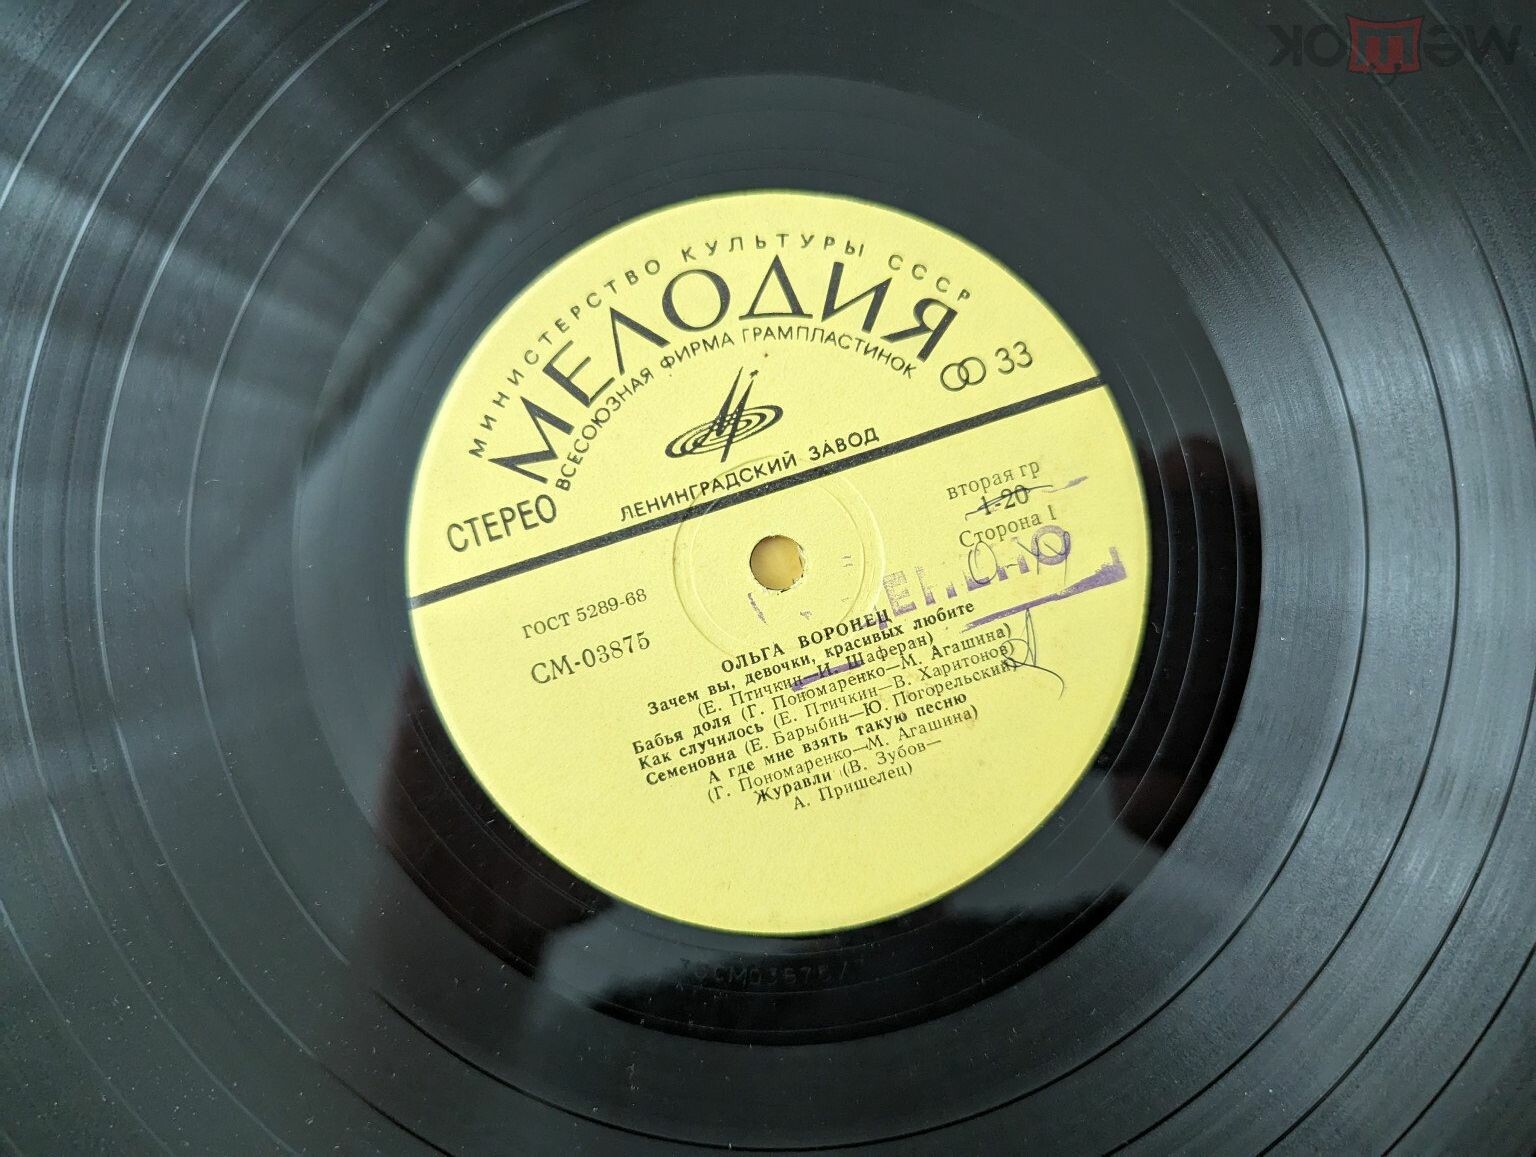 МИНИСТЕРСТВО КУЛЬТУРЫ СССР
МЕЛОДИЯ
ВСЕСОЮЗНАЯ ФИРМА ГРАМПЛАСТИНОК
33
СТЕРЕО
ЛЕНИНГРАДСКИЙ ЗАВОД
вторая гр
1-20
Сторона 1
ГОСТ 5289-68
СМ-03875
ОЛЬГА ВОРОНЕЦ
Зачем вы, девочки, красивых любите
(Е. Птичкин—И. Шаферан)
Бабья доля (Г. Пономаренко—М. Агашина)
Как случилось (Е. Птичкин—В. Харитонов)
Семеновна (Е. Барыбин—Ю. Погорельский)
А где мне взять такую песню
(Г. Пономаренко—М. Агашина)
Журавли (В. Зубов—
А. Пришелец)